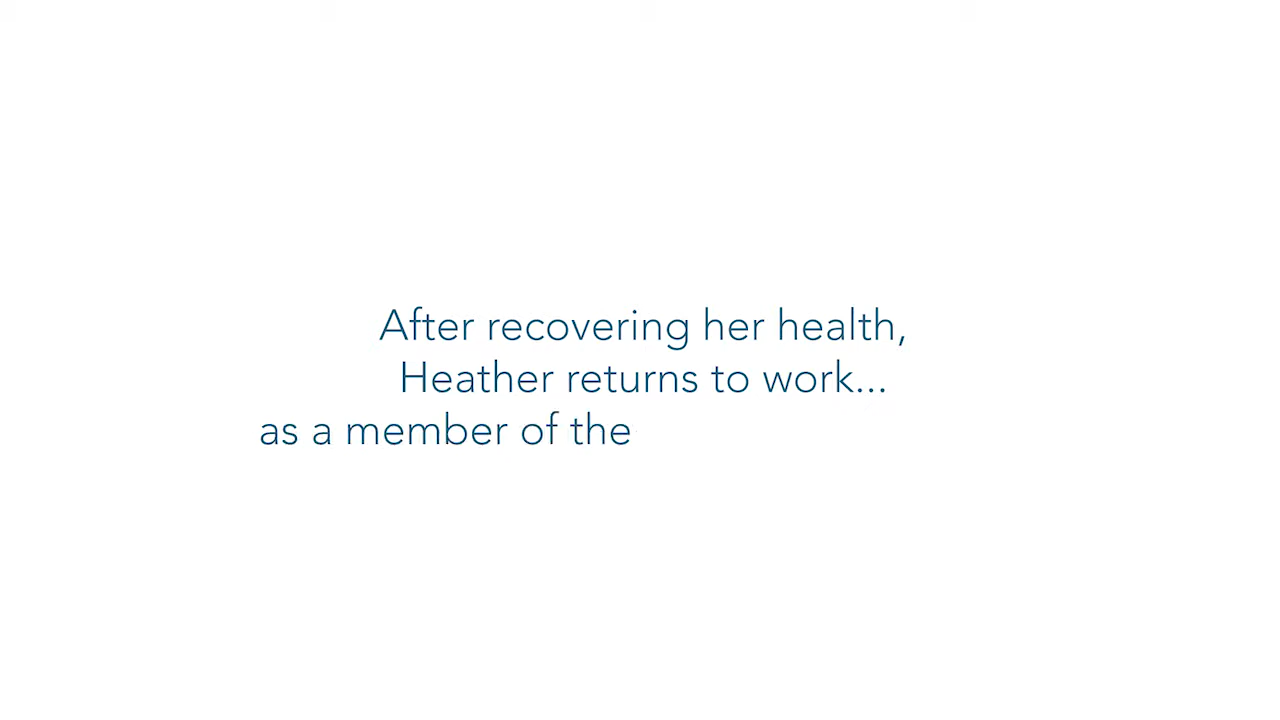 After recovering her health,
Heather returns to work...
as a member of the